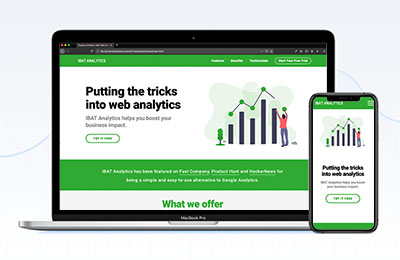 IBAT ANALYTICS
Features Benefits Testimonials Start Your Free Trial
Putting the tricks
into web analytics
IBAT Analytics helps you boost your
business impact.
TRY IT FREE
IBAT Analytics has been featured on Fast Company, Product Hunt and HackerNews for
being a simple and easy-to-use alternative to Google Analytics.
What we offer
MacBook Pro
IBAT ANALYTICS
Putting the tricks
into web analytics
IBAT Analytics helps you boost
your business impact.
TRY IT FREE